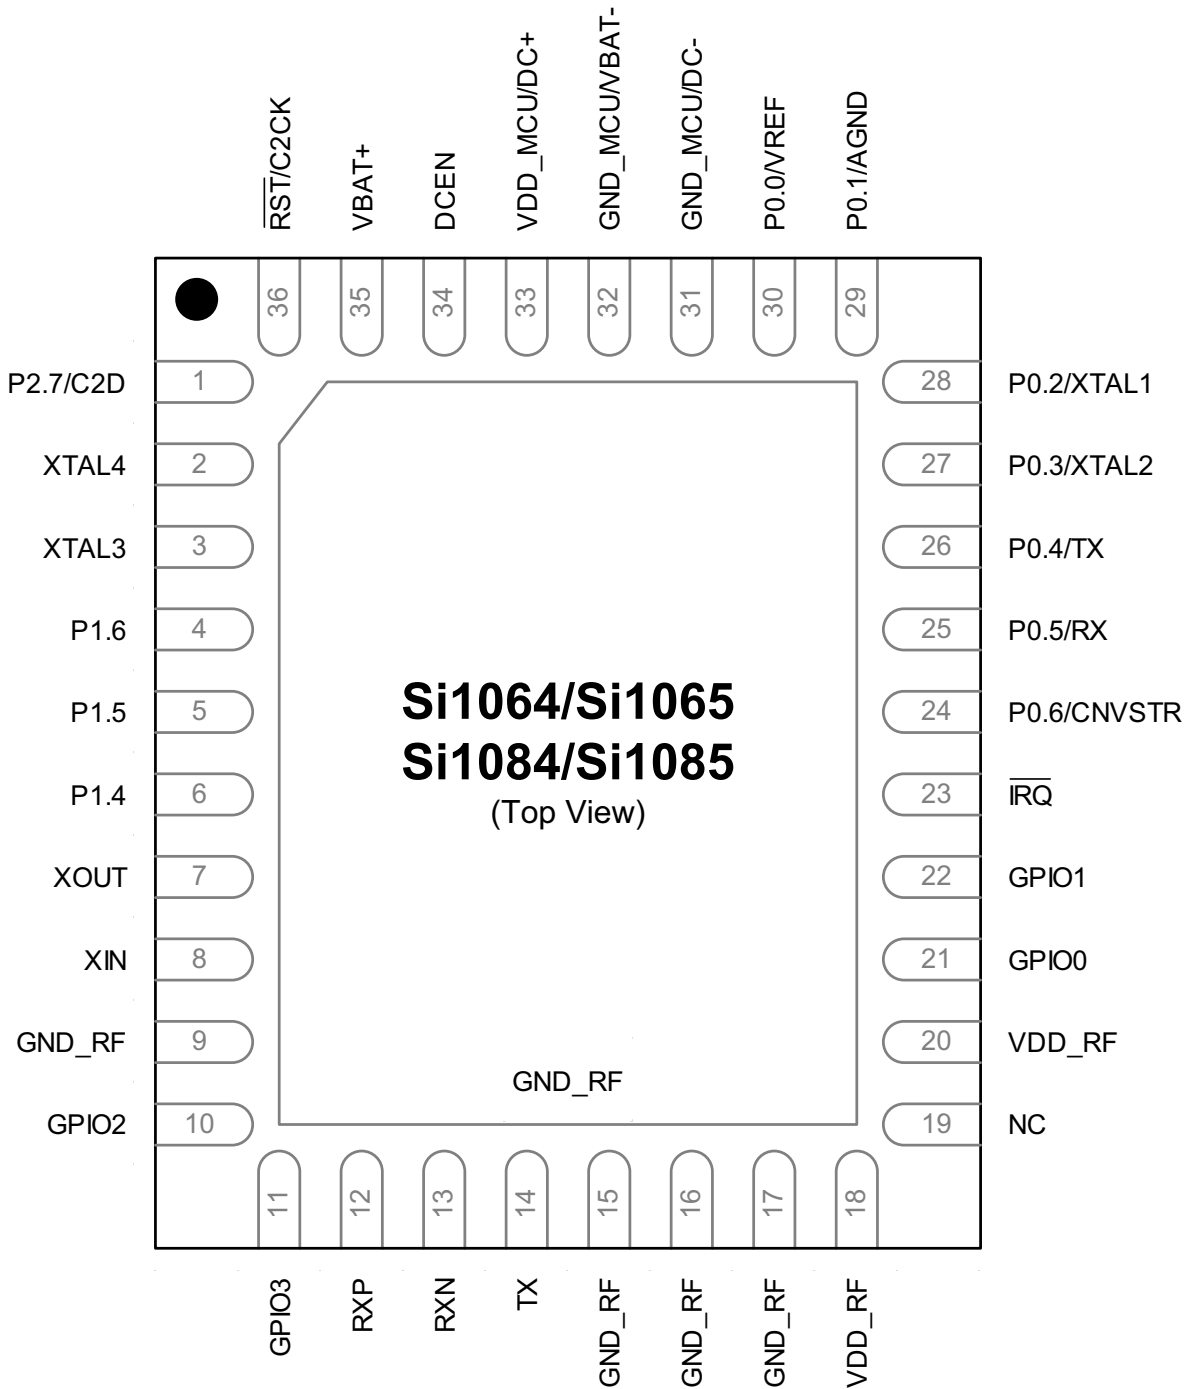 RST/C2CK
VBAT+
DCEN
VDD_MCU/DC+
GND_MCU/VBAT-
GND_MCU/DC-
P0.0/VREF
P0.1/AGND
36
35
34
33
32
31
30
29
P2.7/C2D
1
28
P0.2/XTAL1
XTAL4
2
27
P0.3/XTAL2
XTAL3
3
26
P0.4/TX
P1.6
4
25
P0.5/RX
P1.5
5
Si1064/Si1065
24
P0.6/CNVSTR
Si1084/Si1085
P1.4
6
(Top View)
23
IRQ
XOUT
7
22
GPIO1
XIN
8
21
GPIO0
GND_RF
9
20
VDD_RF
GND_RF
GPIO2
10
19
NC
11
12
13
14
15
16
17
18
GPIO3
RXP
RXN
TX
GND_RF
GND_RF
GND_RF
VDD_RF